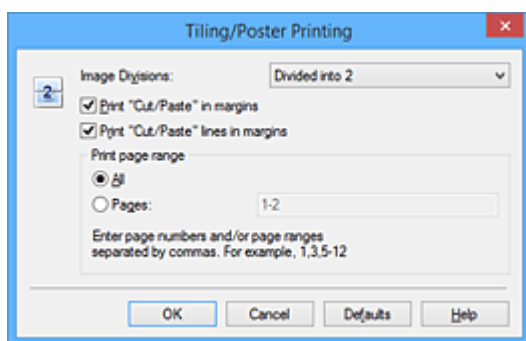 Tiling/Poster Printing
Image Divisions: Divided into 2
2
Print "Cut/Paste" in margins
Print "Cut/Paste" lines in margins
Print page range
All
Pages: 1-2
Enter page numbers and/or page ranges
separated by commas. For example, 1,3,5-12
OK Cancel Defaults Help